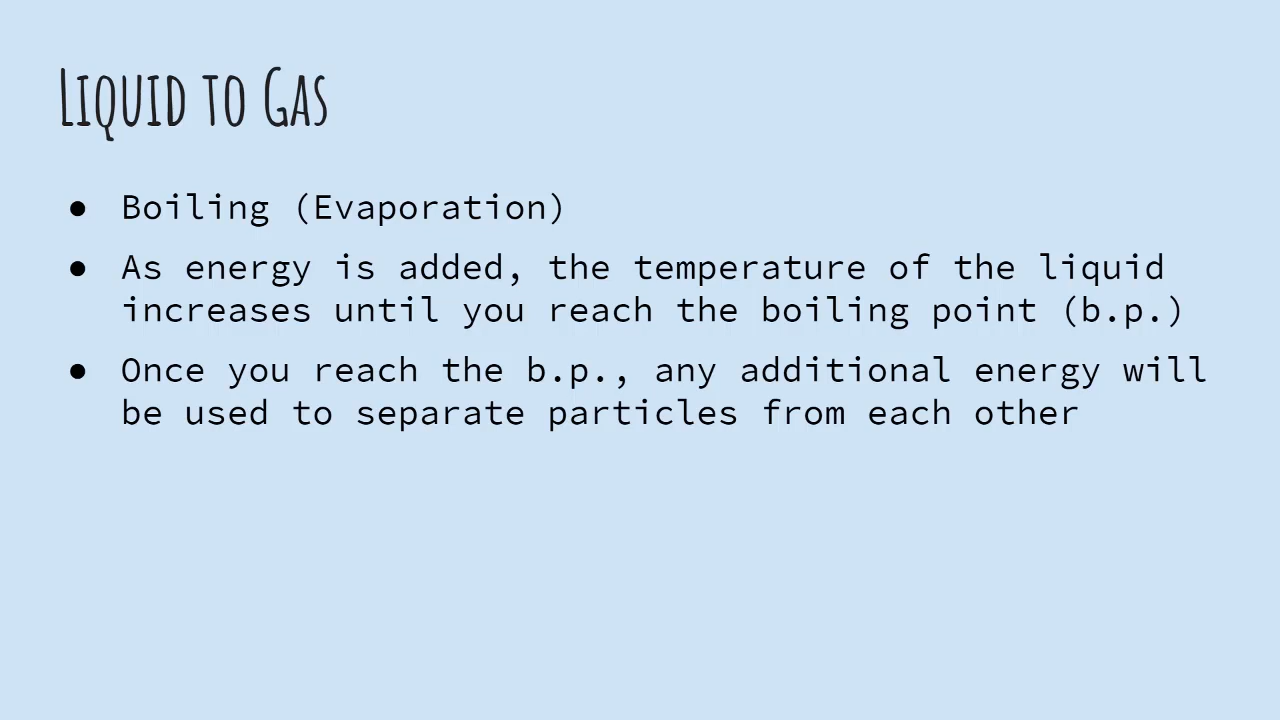 Liquid to Gas
● Boiling (Evaporation)
● As energy is added, the temperature of the liquid
increases until you reach the boiling point (b.p.)
● Once you reach the b.p., any additional energy will
be used to separate particles from each other